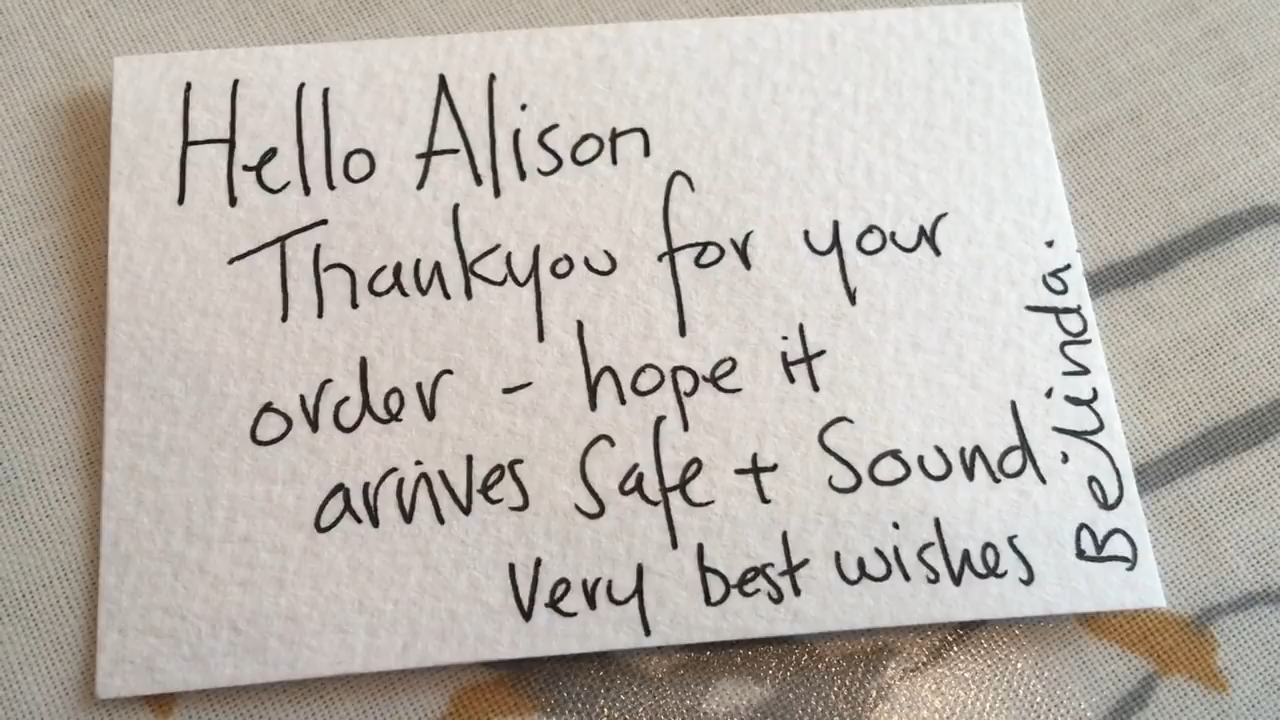 Hello Alison
Thankyou for your
order - hope it
arrives Safe + Sound.
Very best wishes
Belinda.